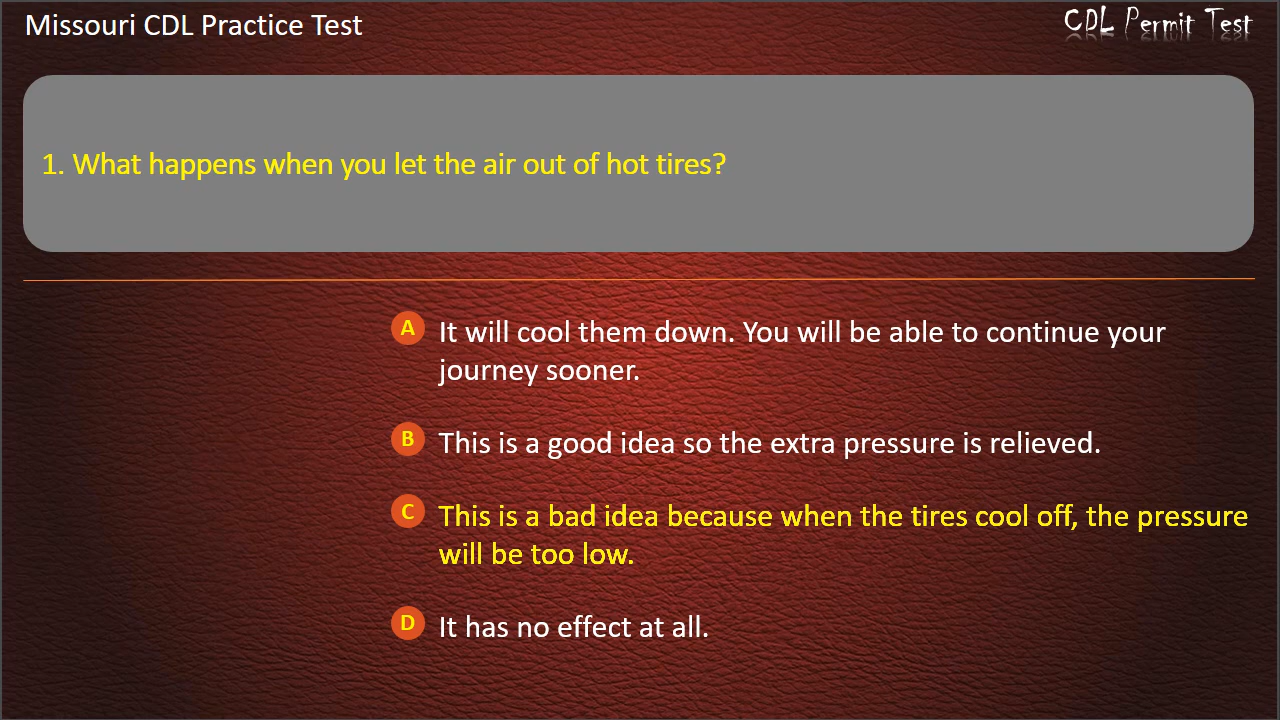 Missouri CDL Practice Test
CDL Permit Test
1. What happens when you let the air out of hot tires?
A It will cool them down. You will be able to continue your
journey sooner.
B This is a good idea so the extra pressure is relieved.
C This is a bad idea because when the tires cool off, the pressure
will be too low.
D It has no effect at all.